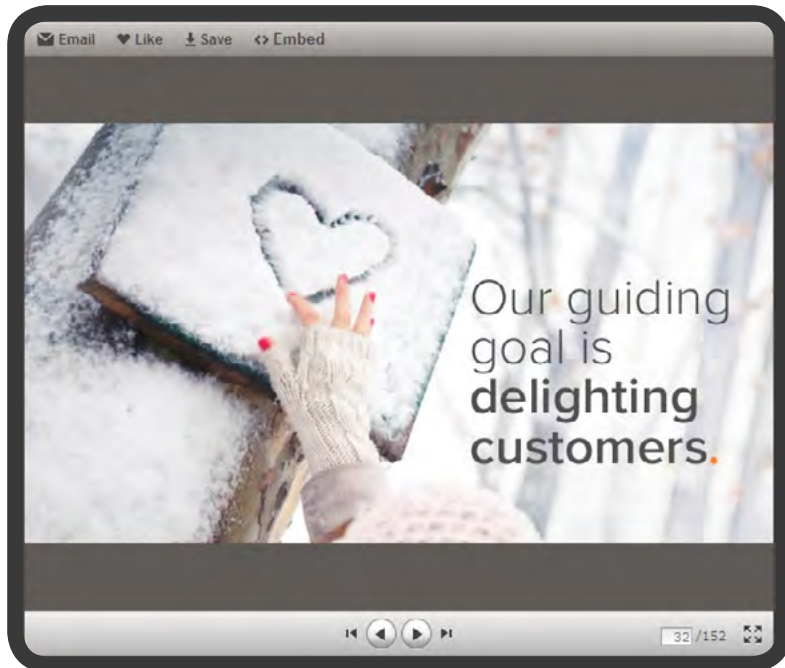 Email Like Save <> Embed
Our guiding
goal is
delighting
customers.
32 /152